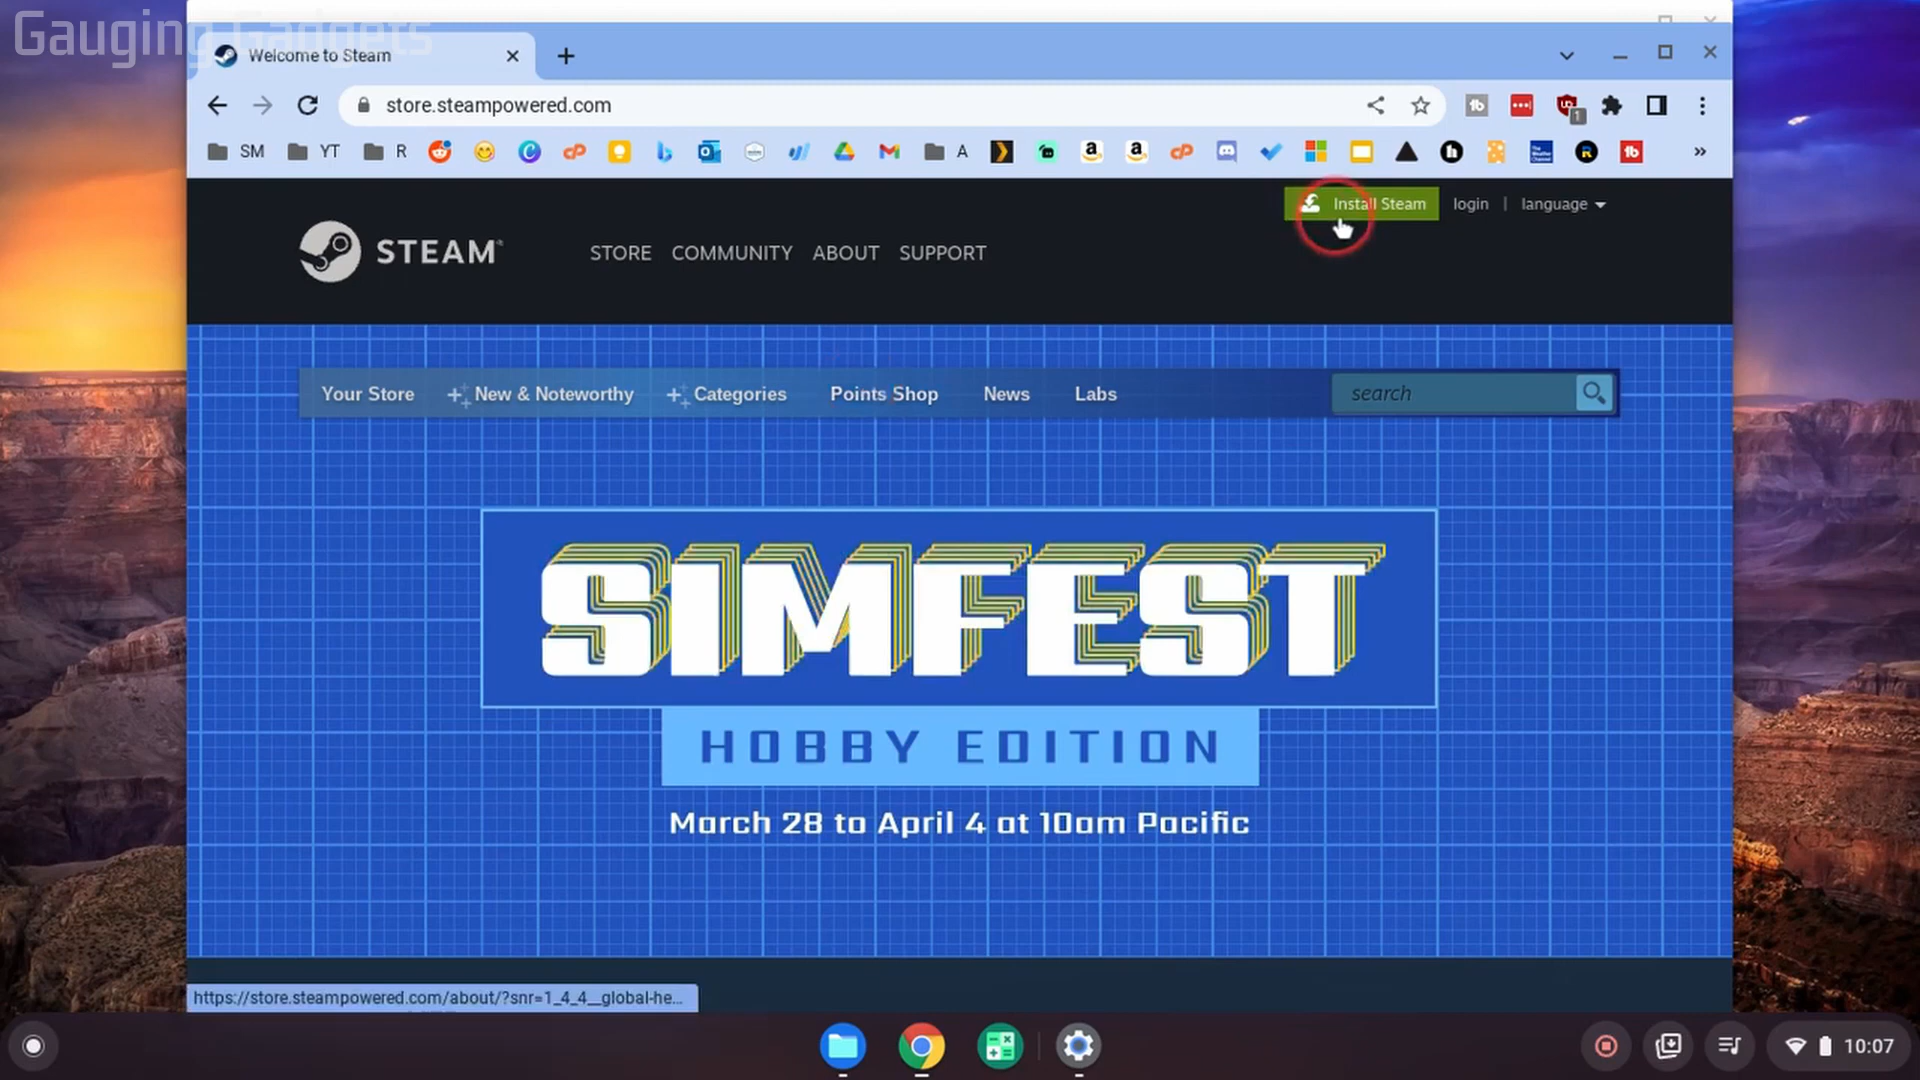 Gauging Gadgets
Welcome to Steam
store.steampowered.com
1
SM YT R A
Install Steam login | language
STEAM
STORE COMMUNITY ABOUT SUPPORT
Your Store New & Noteworthy Categories Points Shop News Labs search
SIMFEST
HOBBY EDITION
March 28 to April 4 at 10am Pacific
https://store.steampowered.com/about/?snr=1_4_4__global-he...
10:07